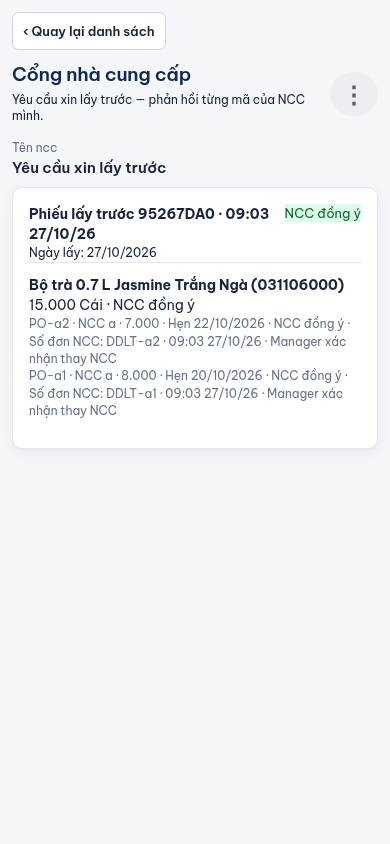 ‹ Quay lại danh sách
Cổng nhà cung cấp
Yêu cầu xin lấy trước — phản hồi từng mã của NCC
mình.
Tên ncc
Yêu cầu xin lấy trước
Phiếu lấy trước 95267DA0 · 09:03
27/10/26
NCC đồng ý
Ngày lấy: 27/10/2026
Bộ trà 0.7 L Jasmine Trắng Ngà (031106000)
15.000 Cái · NCC đồng ý
PO-a2 · NCC a · 7.000 · Hẹn 22/10/2026 · NCC đồng ý ·
Số đơn NCC: DDLT-a2 · 09:03 27/10/26 · Manager xác
nhận thay NCC
PO-a1 · NCC a · 8.000 · Hẹn 20/10/2026 · NCC đồng ý ·
Số đơn NCC: DDLT-a1 · 09:03 27/10/26 · Manager xác
nhận thay NCC